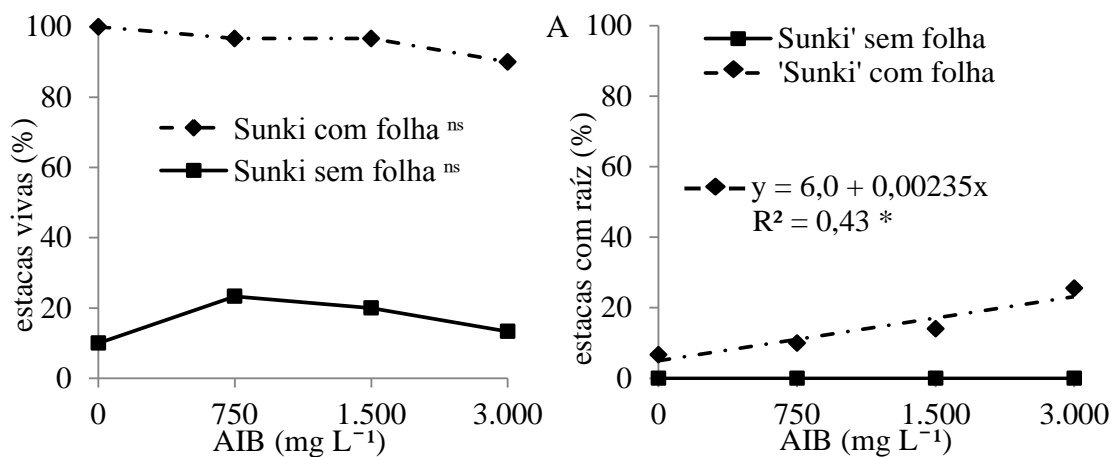 estacas vivas (%)
100
80
60
40
20
0
Sunki com folha ns
Sunki sem folha ns
0 750 1.500 3.000
AIB (mg L⁻¹)
A
estacas com raíz (%)
100
80
60
40
20
0
Sunki' sem folha
'Sunki' com folha
y = 6,0 + 0,00235x
R² = 0,43 *
0 750 1.500 3.000
AIB (mg L⁻¹)